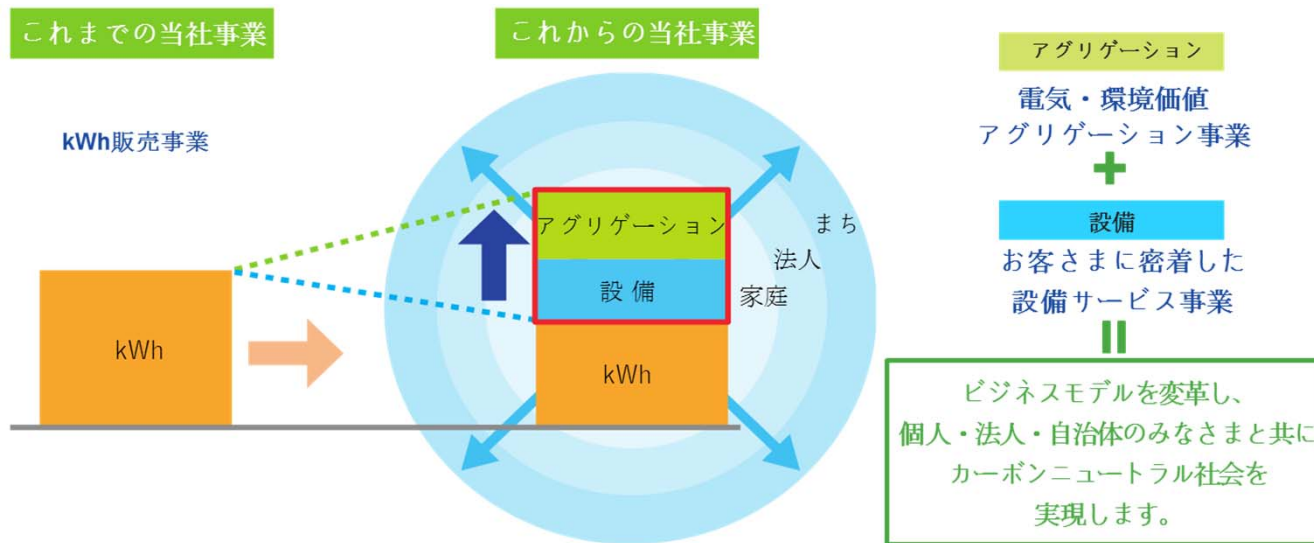 これまでの当社事業
これからの当社事業
kWh販売事業
kWh
アグリゲーション
設備
kWh
まち
法人
家庭
アグリゲーション
電気・環境価値
アグリゲーション事業
設備
お客さまに密着した
設備サービス事業
ビジネスモデルを変革し、
個人・法人・自治体のみなさまと共に
カーボンニュートラル社会を
実現します。